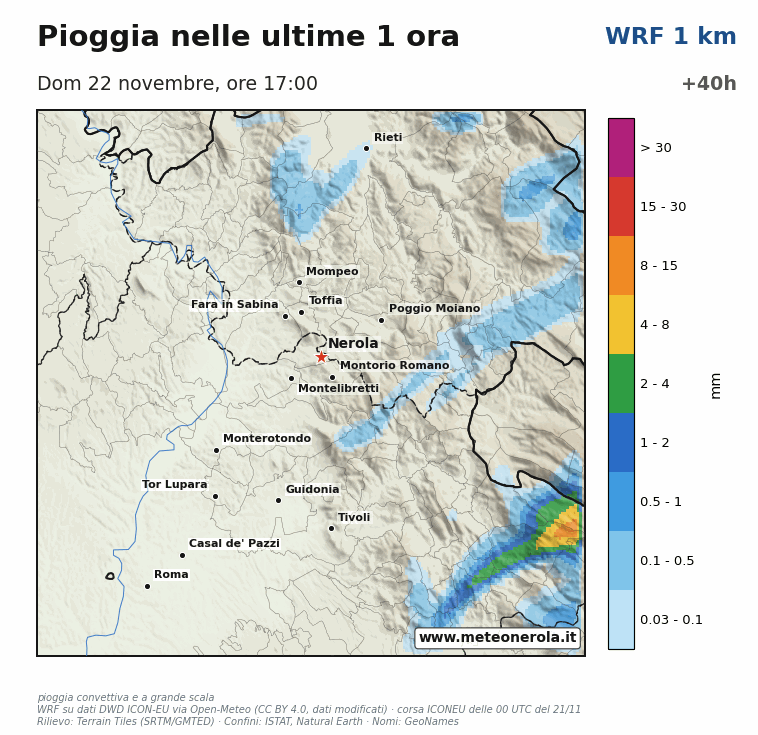 Pioggia nelle ultime 1 ora
WRF 1 km
Dom 22 novembre, ore 17:00
+40h
Rieti
> 30
15 - 30
8 - 15
Mompeo
Toffia
Fara in Sabina
Poggio Moiano
4 - 8
Nerola
Montorio Romano
Montelibretti
2 - 4
mm
Monterotondo
1 - 2
Tor Lupara
Guidonia
0.5 - 1
Tivoli
Casal de' Pazzi
0.1 - 0.5
Roma
0.03 - 0.1
www.meteonerola.it
pioggia convettiva e a grande scala
WRF su dati DWD ICON-EU via Open-Meteo (CC BY 4.0, dati modificati) · corsa ICONEU delle 00 UTC del 21/11
Rilievo: Terrain Tiles (SRTM/GMTED) · Confini: ISTAT, Natural Earth · Nomi: GeoNames